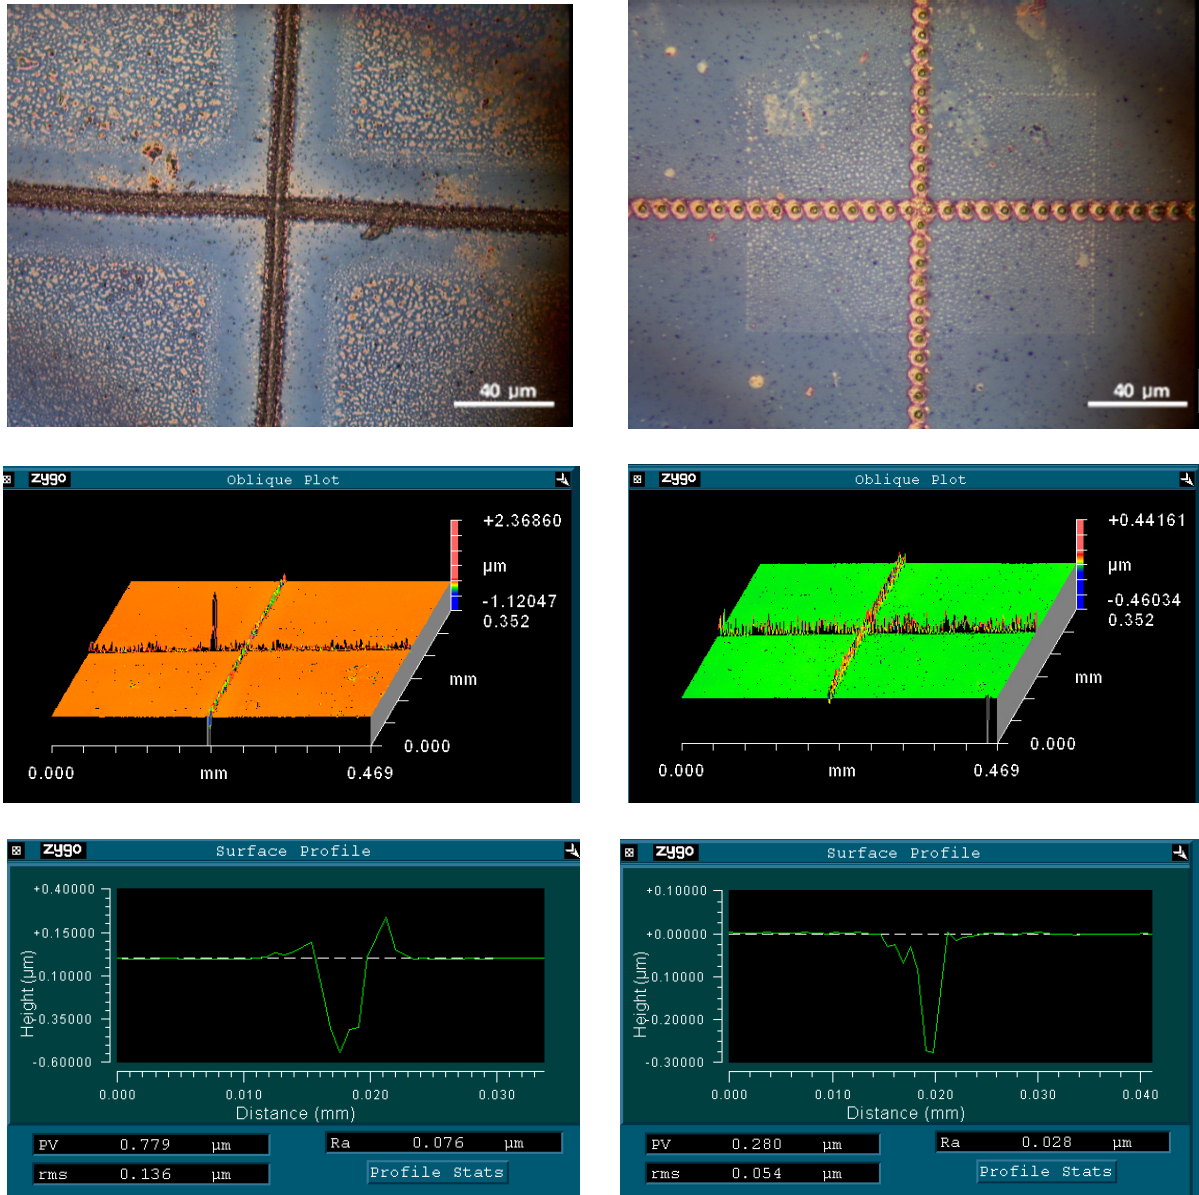 40 µm
40 µm
zygo Oblique Plot
+2.36860
µm
-1.12047
0.352
mm
0.000
0.000 mm 0.469
zygo Oblique Plot
+0.44161
µm
-0.46034
0.352
mm
0.000
0.000 mm 0.469
zygo Surface Profile
+0.40000
+0.15000
-0.10000
-0.35000
-0.60000
Height (µm)
0.000 0.010 0.020 0.030
Distance (mm)
PV 0.779 µm
Ra 0.076 µm
rms 0.136 µm
Profile Stats
zygo Surface Profile
+0.10000
+0.00000
-0.10000
-0.20000
-0.30000
Height (µm)
0.000 0.010 0.020 0.030 0.040
Distance (mm)
PV 0.280 µm
Ra 0.028 µm
rms 0.054 µm
Profile Stats